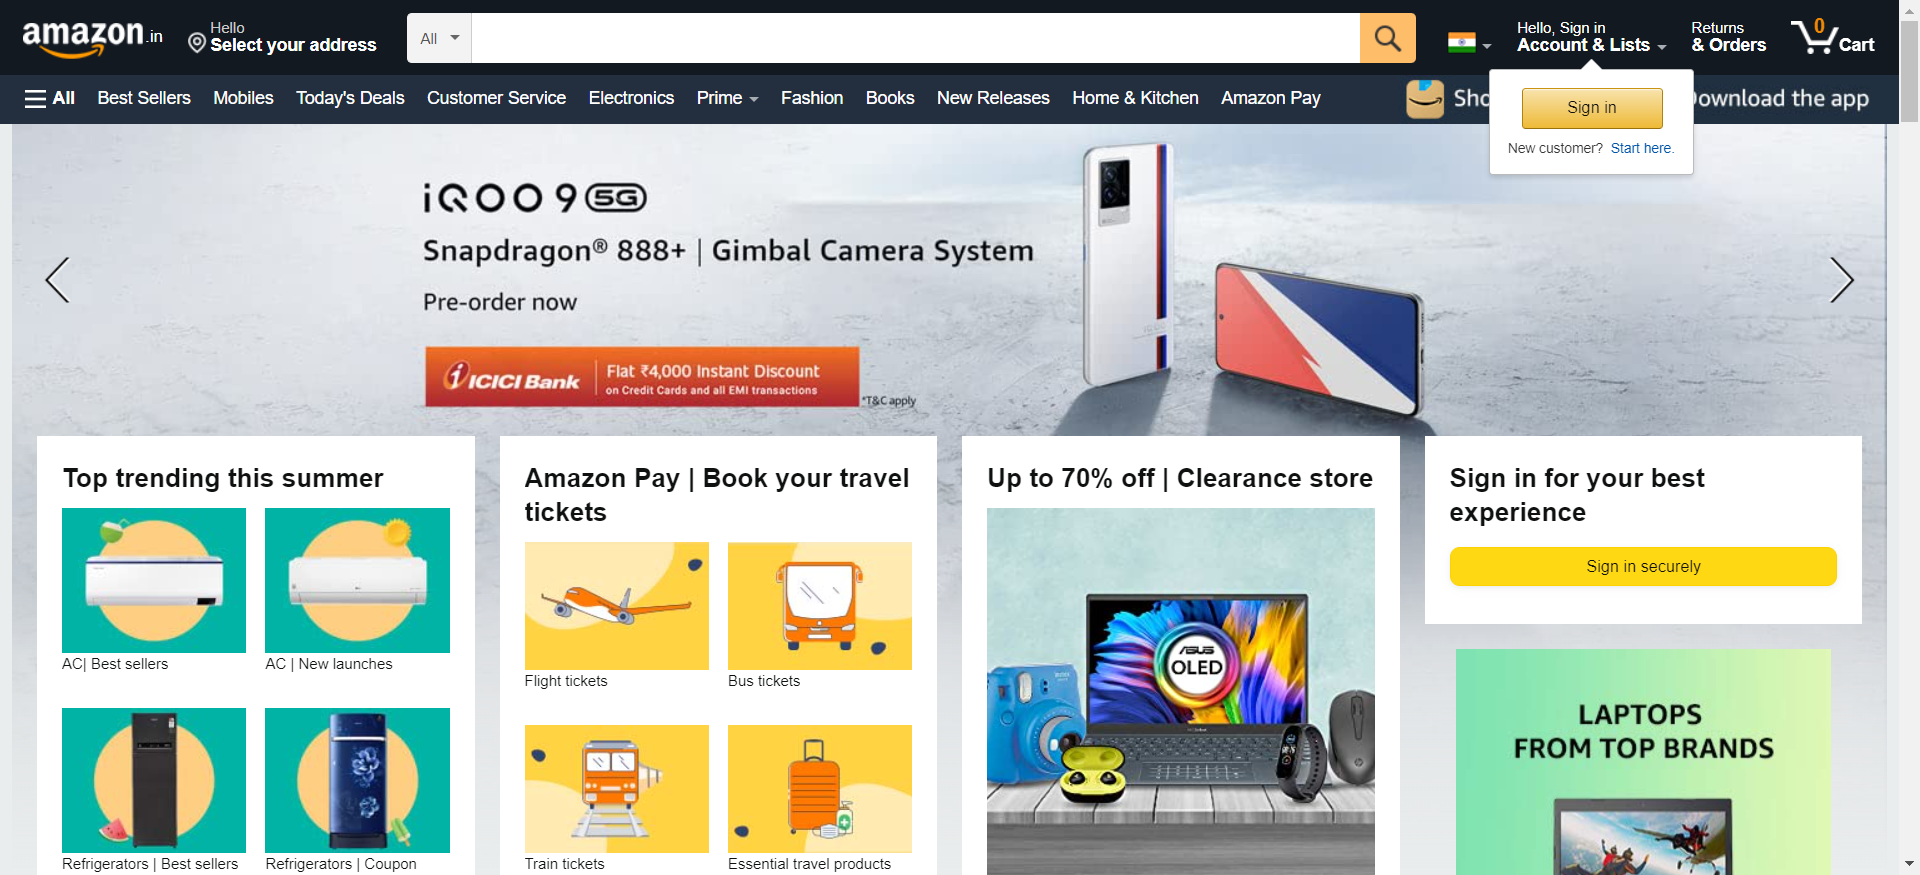 amazon.in
Hello
Select your address
All
Hello, Sign in
Account & Lists
Returns
& Orders
0
Cart
All
Best Sellers
Mobiles
Today's Deals
Customer Service
Electronics
Prime
Fashion
Books
New Releases
Home & Kitchen
Amazon Pay
Download the app
Sign in
New customer? Start here.
iQOO 9 5G
Snapdragon® 888+ | Gimbal Camera System
Pre-order now
ICICI Bank
Flat ₹4,000 Instant Discount
on Credit Cards and all EMI transactions
*T&C apply
Top trending this summer
AC| Best sellers
AC | New launches
Refrigerators | Best sellers
Refrigerators | Coupon
Amazon Pay | Book your travel
tickets
Flight tickets
Bus tickets
Train tickets
Essential travel products
Up to 70% off | Clearance store
ASUS
OLED
hp
Sign in for your best
experience
Sign in securely
LAPTOPS
FROM TOP BRANDS